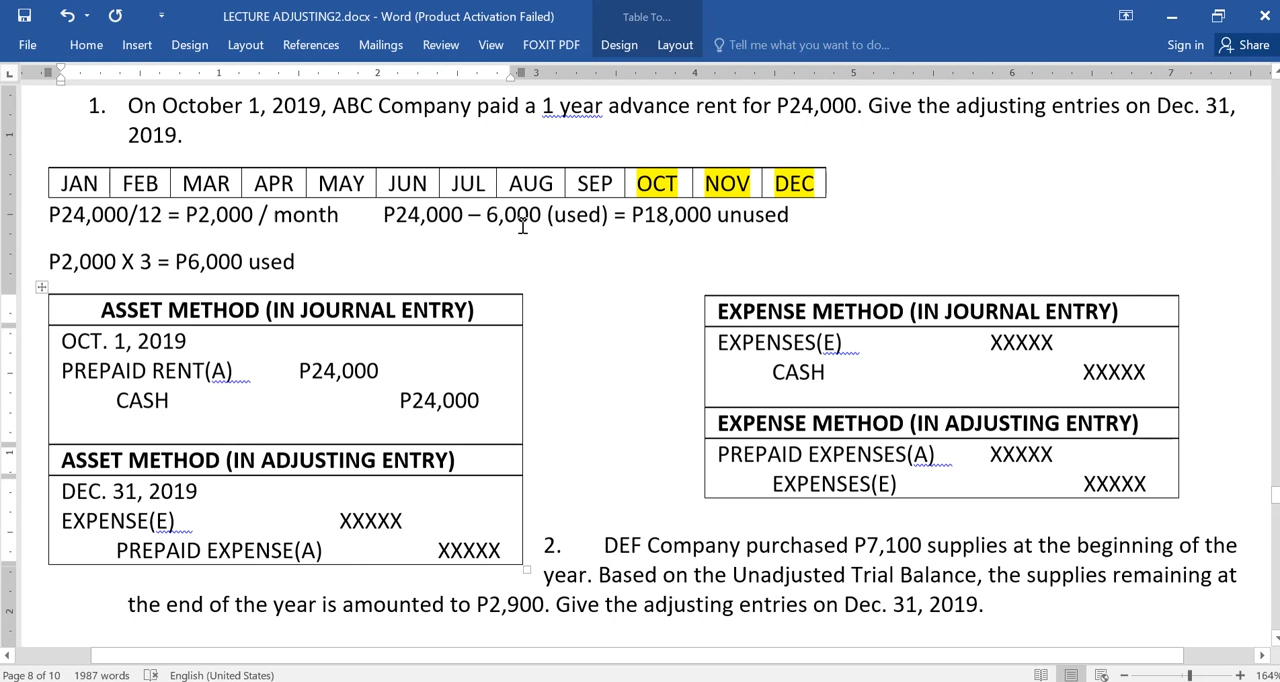 LECTURE ADJUSTING2.docx - Word (Product Activation Failed)
Table To...
File Home Insert Design Layout References Mailings Review View FOXIT PDF Design Layout Tell me what you want to do... Sign in Share
1 2 3 4 5 6 7
1. On October 1, 2019, ABC Company paid a 1 year advance rent for P24,000. Give the adjusting entries on Dec. 31,
2019.
JAN FEB MAR APR MAY JUN JUL AUG SEP OCT NOV DEC
P24,000/12 = P2,000 / month P24,000 – 6,000 (used) = P18,000 unused
P2,000 X 3 = P6,000 used
ASSET METHOD (IN JOURNAL ENTRY)
OCT. 1, 2019
PREPAID RENT(A) P24,000
CASH P24,000
ASSET METHOD (IN ADJUSTING ENTRY)
DEC. 31, 2019
EXPENSE(E) XXXXX
PREPAID EXPENSE(A) XXXXX
EXPENSE METHOD (IN JOURNAL ENTRY)
EXPENSES(E) XXXXX
CASH XXXXX
EXPENSE METHOD (IN ADJUSTING ENTRY)
PREPAID EXPENSES(A) XXXXX
EXPENSES(E) XXXXX
2. DEF Company purchased P7,100 supplies at the beginning of the
year. Based on the Unadjusted Trial Balance, the supplies remaining at
the end of the year is amounted to P2,900. Give the adjusting entries on Dec. 31, 2019.
Page 8 of 10 1987 words English (United States) 164%